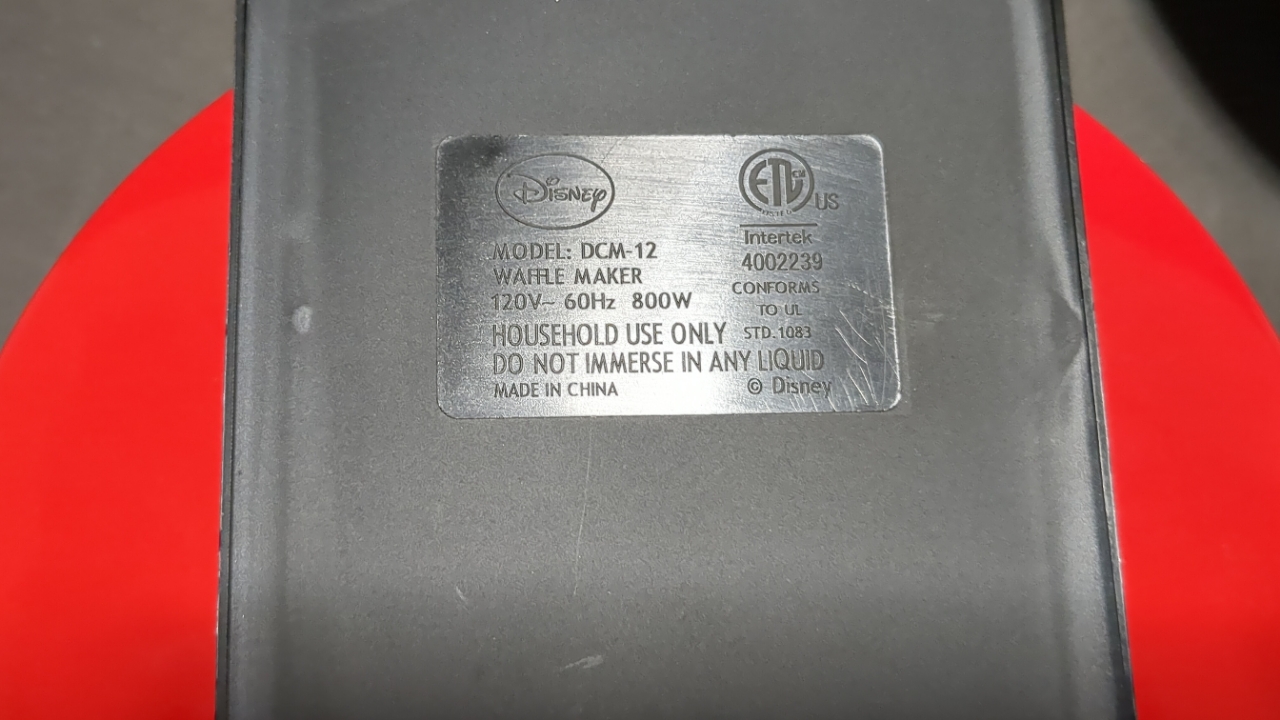 Disney
MODEL: DCM-12
WAFFLE MAKER
120V~ 60Hz 800W
HOUSEHOLD USE ONLY
DO NOT IMMERSE IN ANY LIQUID
MADE IN CHINA
ETL
US
Intertek
4002239
CONFORMS
TO UL
STD.1083
© Disney